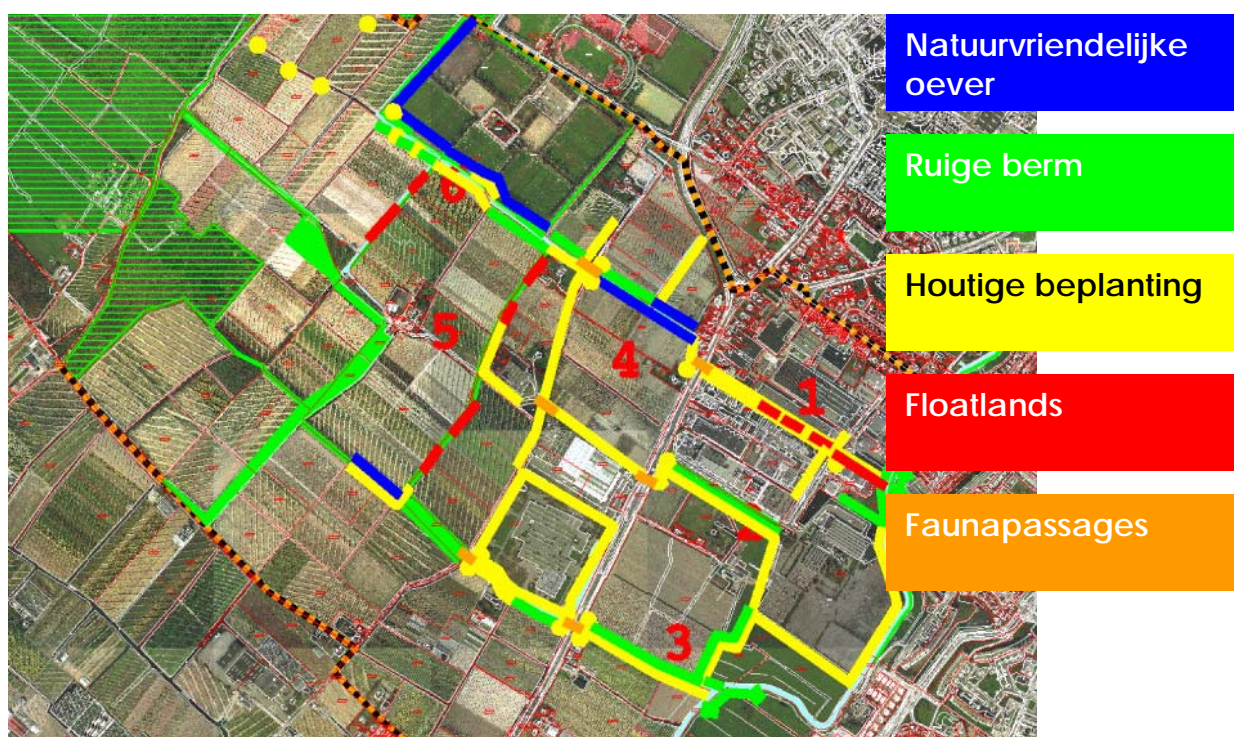 Natuurvriendelijke
oever
Ruige berm
Houtige beplanting
Floatlands
Faunapassages
6
5
4
1
3